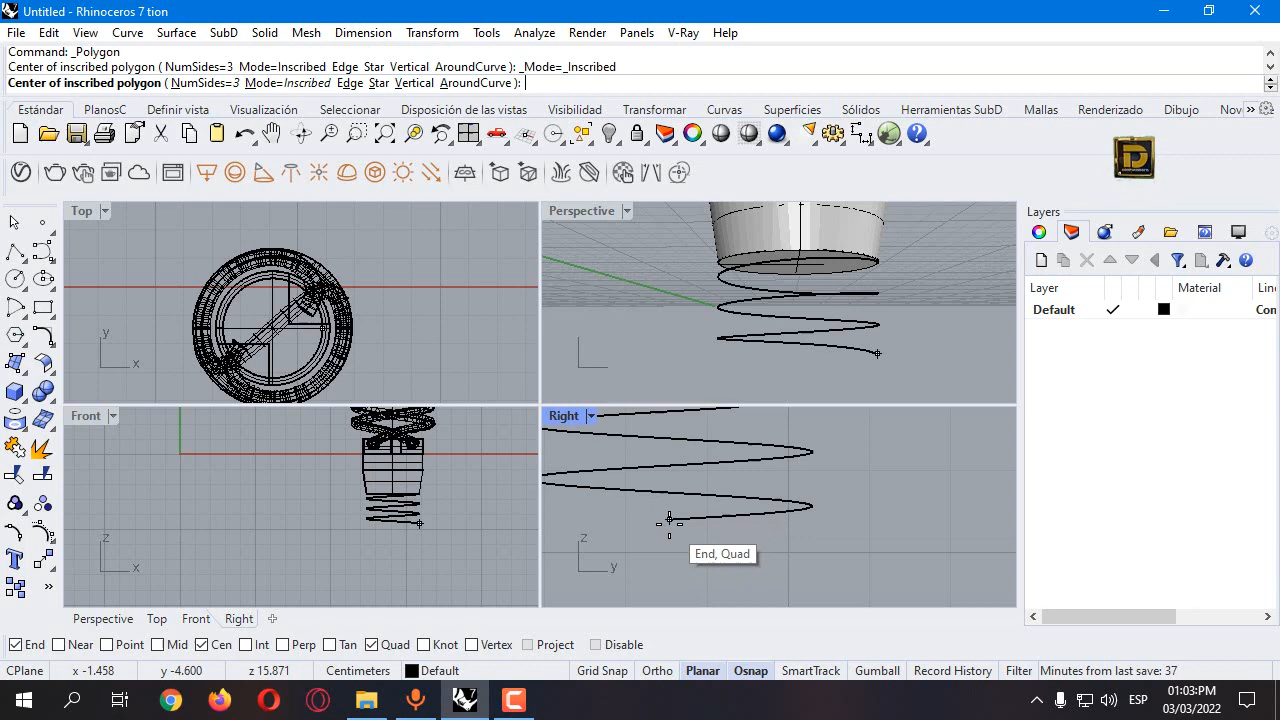 Untitled - Rhinoceros 7 tion
File Edit View Curve Surface SubD Solid Mesh Dimension Transform Tools Analyze Render Panels V-Ray Help
Command: _Polygon
Center of inscribed polygon ( NumSides=3 Mode=Inscribed Edge Star Vertical AroundCurve ): _Mode=_Inscribed
Center of inscribed polygon ( NumSides=3 Mode=Inscribed Edge Star Vertical AroundCurve ):
Estándar PlanosC Definir vista Visualización Seleccionar Disposición de las vistas Visibilidad Transformar Curvas Superficies Sólidos Herramientas SubD Mallas Renderizado Dibujo Nov »
D
Top
y
x
Perspective
Front
z
x
Right
End, Quad
z
y
Layers
Layer Material Line
Default Con
Perspective Top Front Right
End Near Point Mid Cen Int Perp Tan Quad Knot Vertex Project Disable
CPlane x -1.458 y -4.600 z 15.871 Centimeters Default Grid Snap Ortho Planar Osnap SmartTrack Gumball Record History Filter Minutes from last save: 37
7
ESP
01:03 PM
03/03/2022